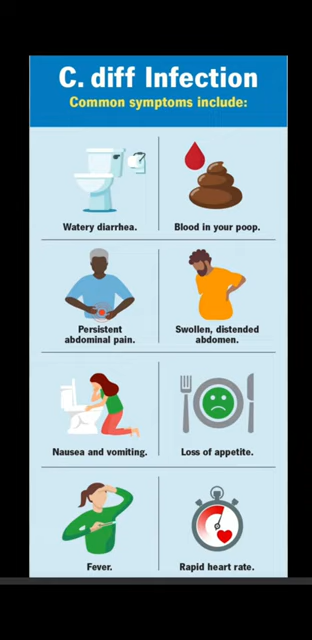 C. diff Infection
Common symptoms include:
Watery diarrhea.
Blood in your poop.
Persistent
abdominal pain.
Swollen, distended
abdomen.
Nausea and vomiting.
Loss of appetite.
Fever.
Rapid heart rate.